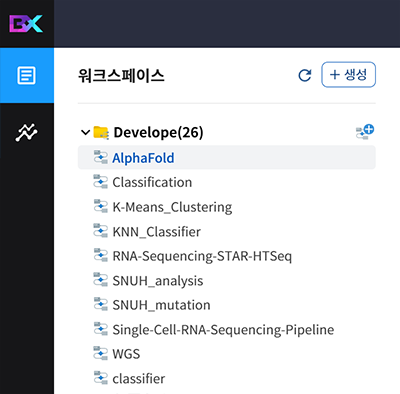 BX
워크스페이스
+ 생성
Develope(26)
AlphaFold
Classification
K-Means_Clustering
KNN_Classifier
RNA-Sequencing-STAR-HTSeq
SNUH_analysis
SNUH_mutation
Single-Cell-RNA-Sequencing-Pipeline
WGS
classifier